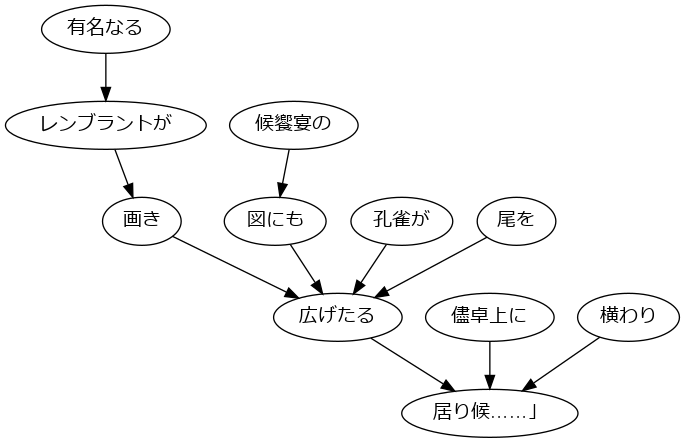 有名なる
レンブラントが
候饗宴の
画き
図にも
孔雀が
尾を
広げたる
儘卓上に
横わり
居り候……」